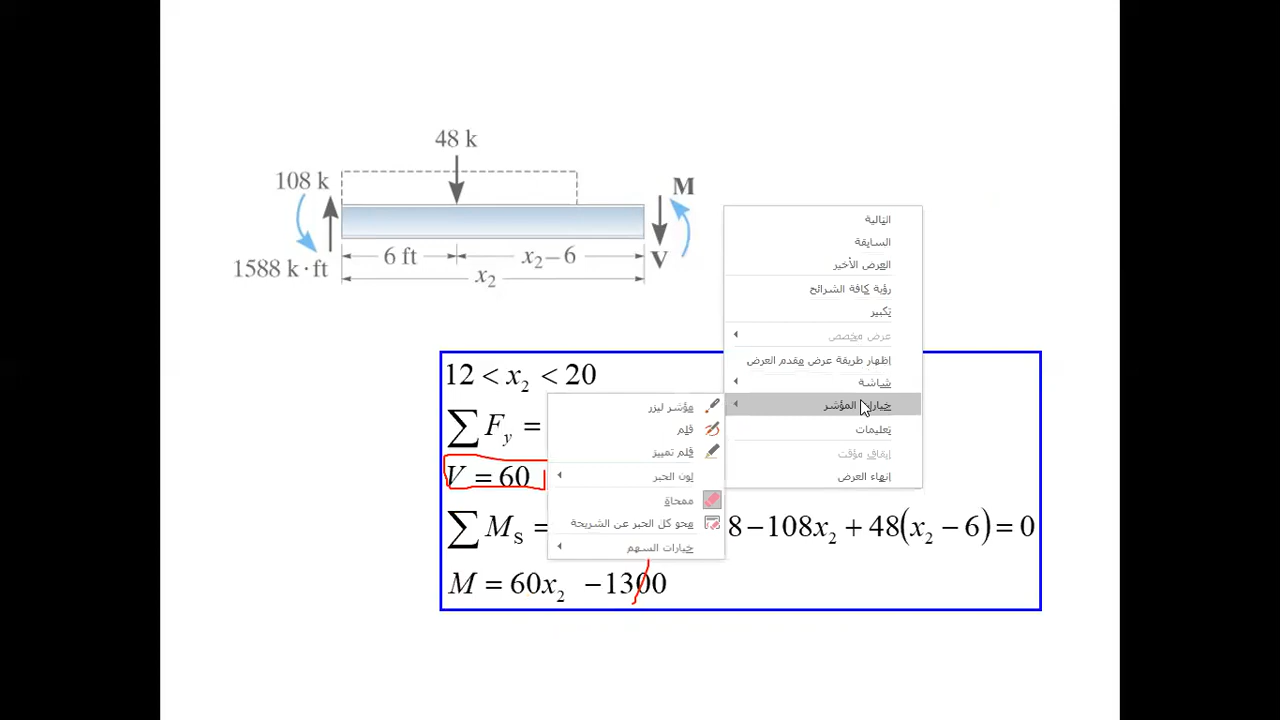 48 k
108 k
M
6 ft
x₂−6
V
1588 k·ft
x₂
التالية
السابقة
العرض الأخير
رؤية كافة الشرائح
تكبير
عرض مخصص
إظهار طريقة عرض مقدم العرض
شاشة
خيارات المؤشر
تعليمات
إيقاف مؤقت
إنهاء العرض
مؤشر ليزر
قلم
قلم تمييز
لون الحبر
ممحاة
محو كل الحبر عن الشريحة
خيارات السهم
12 < x₂ < 20
∑ F_y =
V = 60
∑ M_S = 8−108x₂ + 48(x₂ −6)=0
M = 60x₂ −1300